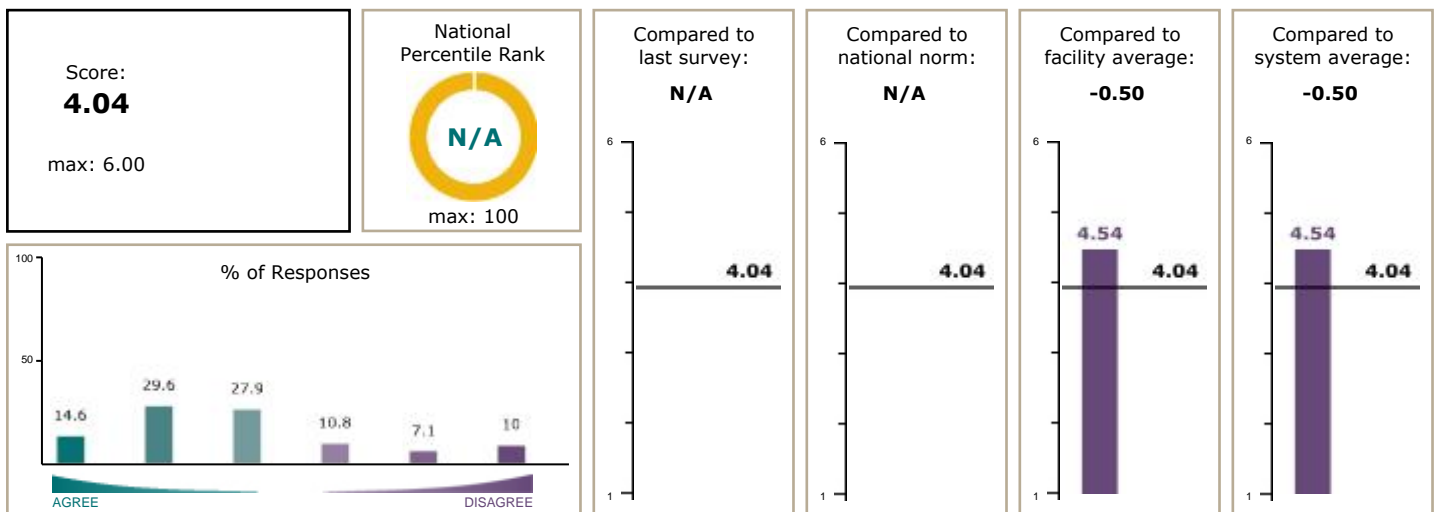 Score:
4.04
max: 6.00
National
Percentile Rank
N/A
max: 100
% of Responses
100
50
14.6
29.6
27.9
10.8
7.1
10
AGREE
DISAGREE
Compared to
last survey:
N/A
6
4.04
1
Compared to
national norm:
N/A
6
4.04
1
Compared to
facility average:
-0.50
6
4.54
4.04
1
Compared to
system average:
-0.50
6
4.54
4.04
1